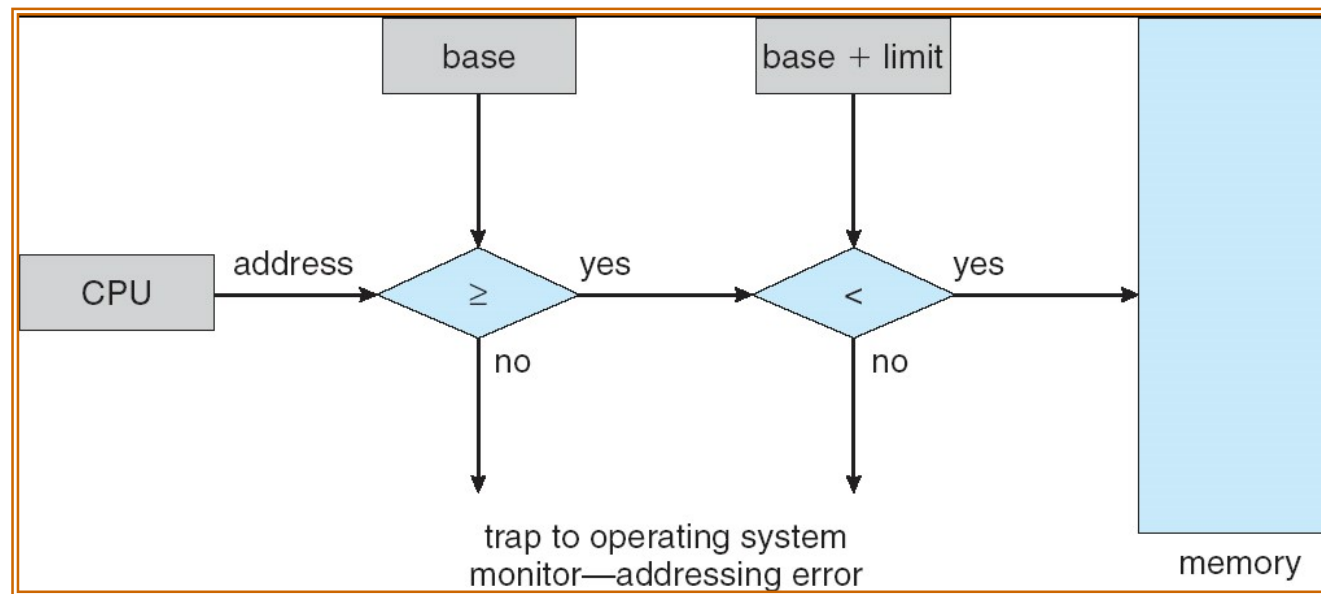 base
base + limit
address
yes
yes
CPU
≥
<
no
no
trap to operating system
monitor—addressing error
memory